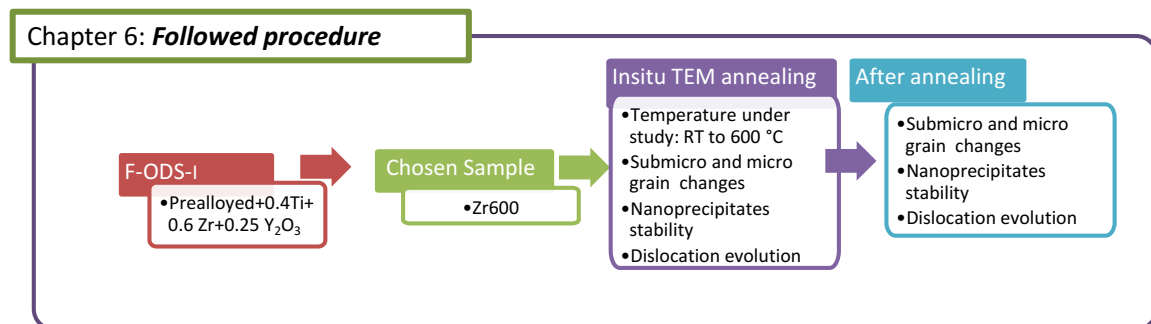 Chapter 6: Followed procedure
F-ODS-I
•Prealloyed+0.4Ti+
0.6 Zr+0.25 Y₂O₃
Chosen Sample
•Zr600
Insitu TEM annealing
•Temperature under
study: RT to 600 °C
•Submicro and micro
grain changes
•Nanoprecipitates
stability
•Dislocation evolution
After annealing
•Submicro and micro
grain changes
•Nanoprecipitates
stability
•Dislocation evolution